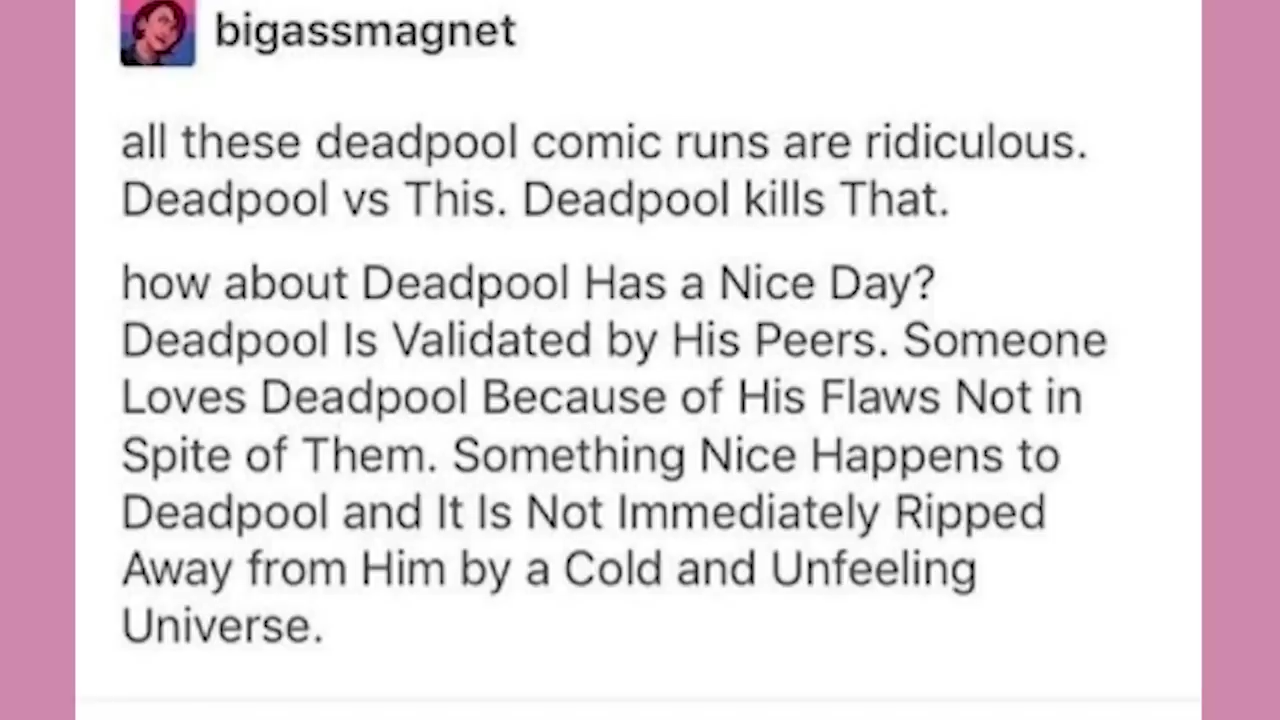 bigassmagnet
all these deadpool comic runs are ridiculous.
Deadpool vs This. Deadpool kills That.
how about Deadpool Has a Nice Day?
Deadpool Is Validated by His Peers. Someone
Loves Deadpool Because of His Flaws Not in
Spite of Them. Something Nice Happens to
Deadpool and It Is Not Immediately Ripped
Away from Him by a Cold and Unfeeling
Universe.